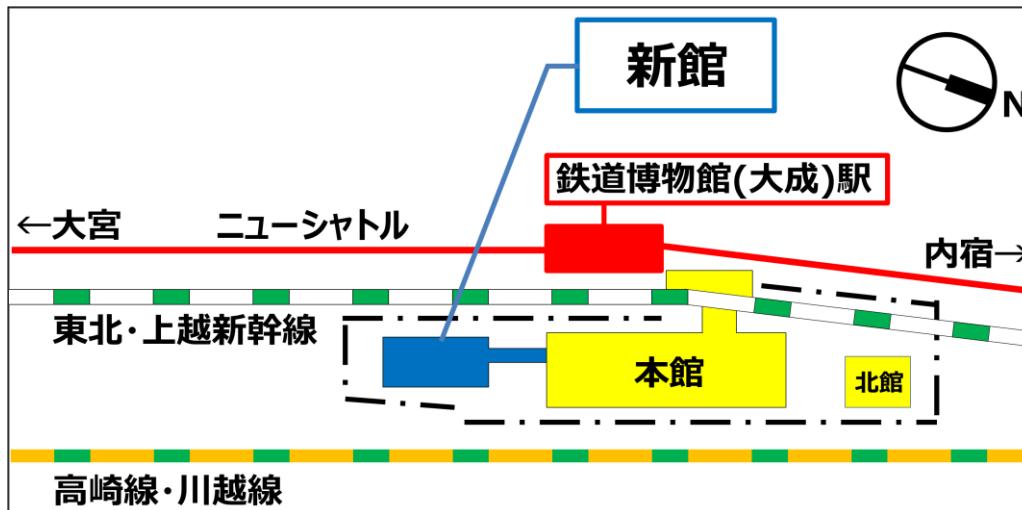 新館
N
鉄道博物館(大成)駅
←大宮
ニューシャトル
内宿→
東北・上越新幹線
本館
北館
高崎線・川越線